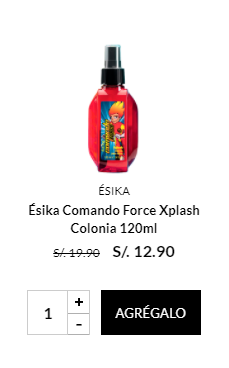 ÉSIKA
Ésika Comando Force Xplash
Colonia 120ml
S/. 19.90 S/. 12.90
1
+
-
AGRÉGALO